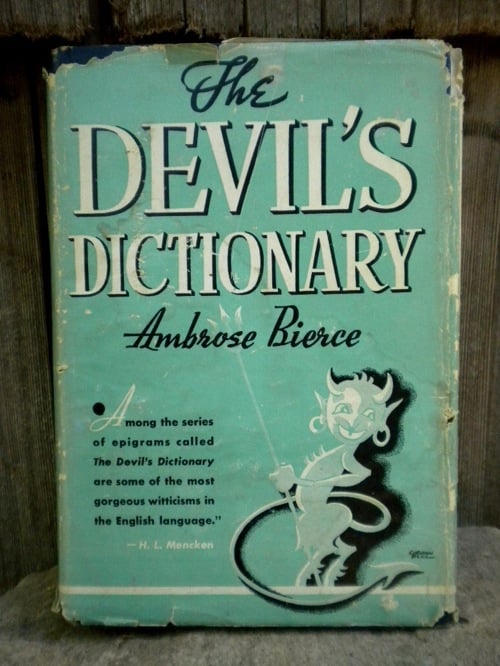 The
DEVIL'S
DICTIONARY
Ambrose Bierce
Among the series
of epigrams called
The Devil's Dictionary
are some of the most
gorgeous witticisms in
the English language."
—H. L. Mencken